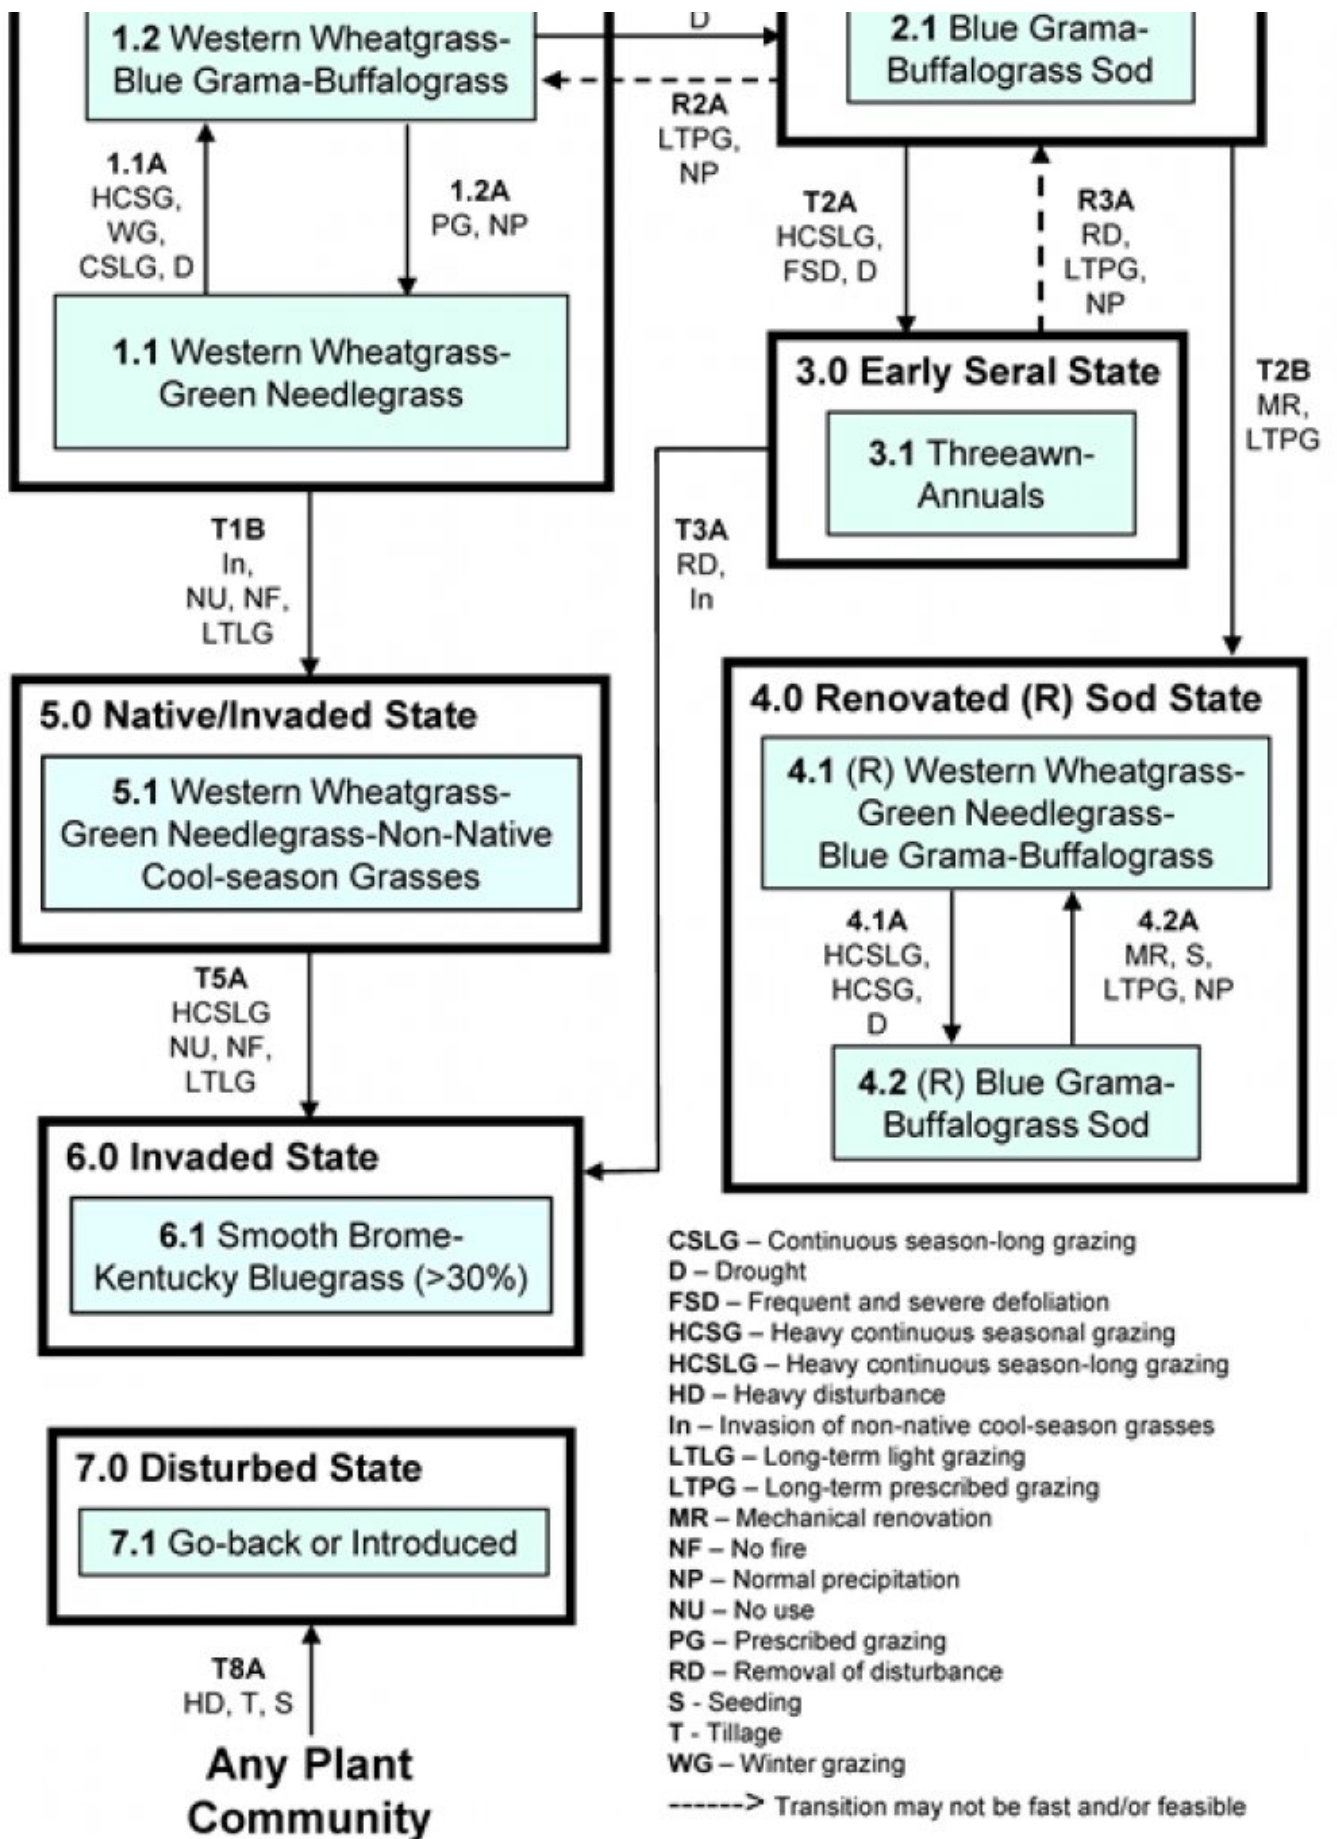 1.2 Western Wheatgrass-
Blue Grama-Buffalograss
D
2.1 Blue Grama-
Buffalograss Sod
R2A
LTPG,
NP
1.1A
HCSG,
WG,
CSLG, D
1.2A
PG, NP
T2A
HCSLG,
FSD, D
R3A
RD,
LTPG,
NP
1.1 Western Wheatgrass-
Green Needlegrass
3.0 Early Seral State
3.1 Threeawn-
Annuals
T2B
MR,
LTPG
T1B
In,
NU, NF,
LTLG
T3A
RD,
In
5.0 Native/Invaded State
5.1 Western Wheatgrass-
Green Needlegrass-Non-Native
Cool-season Grasses
4.0 Renovated (R) Sod State
4.1 (R) Western Wheatgrass-
Green Needlegrass-
Blue Grama-Buffalograss
4.1A
HCSLG,
HCSG,
D
4.2A
MR, S,
LTPG, NP
4.2 (R) Blue Grama-
Buffalograss Sod
T5A
HCSLG
NU, NF,
LTLG
6.0 Invaded State
6.1 Smooth Brome-
Kentucky Bluegrass (>30%)
7.0 Disturbed State
7.1 Go-back or Introduced
T8A
HD, T, S
Any Plant
Community
CSLG – Continuous season-long grazing
D – Drought
FSD – Frequent and severe defoliation
HCSG – Heavy continuous seasonal grazing
HCSLG – Heavy continuous season-long grazing
HD – Heavy disturbance
In – Invasion of non-native cool-season grasses
LTLG – Long-term light grazing
LTPG – Long-term prescribed grazing
MR – Mechanical renovation
NF – No fire
NP – Normal precipitation
NU – No use
PG – Prescribed grazing
RD – Removal of disturbance
S - Seeding
T - Tillage
WG – Winter grazing
------> Transition may not be fast and/or feasible